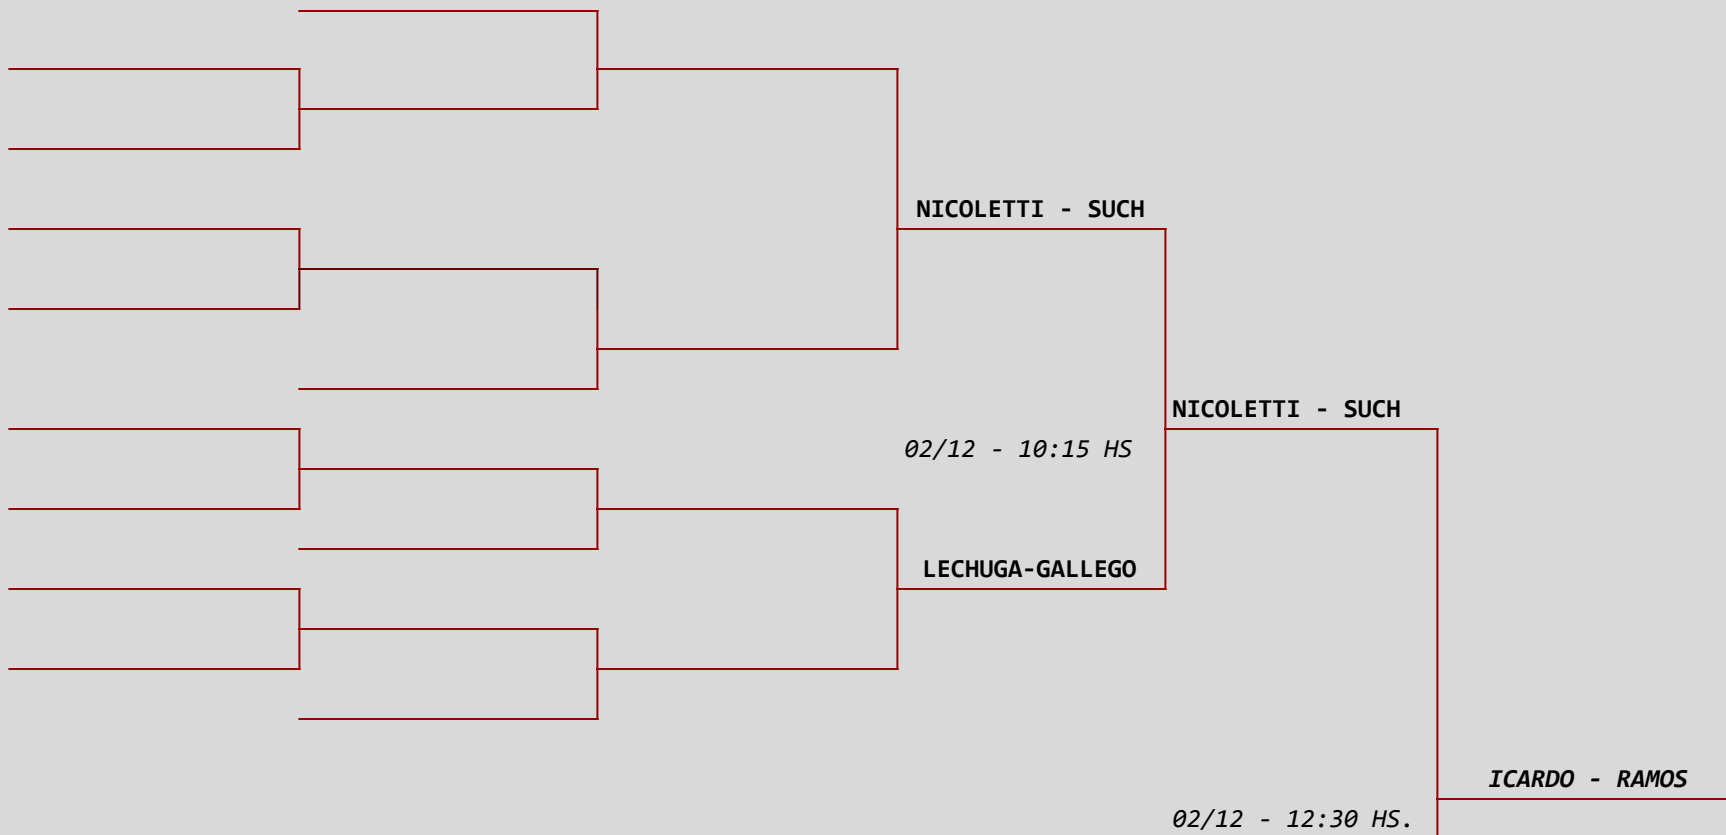 NICOLETTI - SUCH
NICOLETTI - SUCH
02/12 - 10:15 HS
LECHUGA-GALLEGO
ICARDO - RAMOS
02/12 - 12:30 HS.